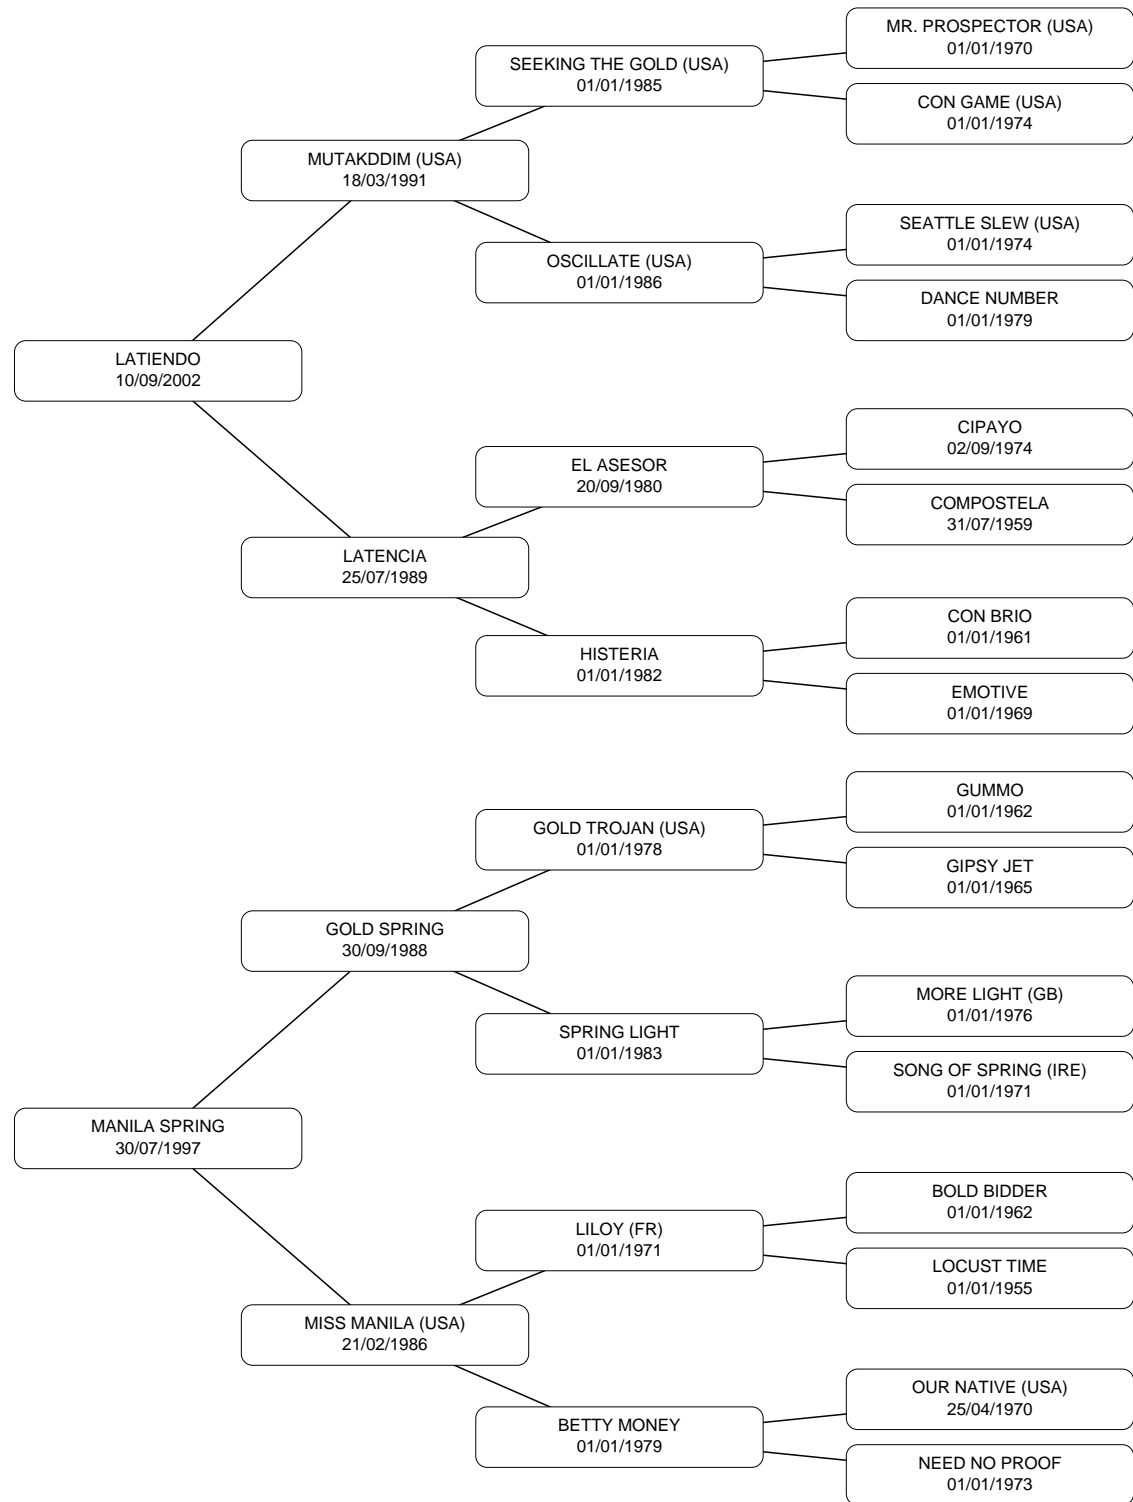 MR. PROSPECTOR (USA)
01/01/1970
SEEKING THE GOLD (USA)
01/01/1985
CON GAME (USA)
01/01/1974
MUTAKDDIM (USA)
18/03/1991
SEATTLE SLEW (USA)
01/01/1974
OSCILLATE (USA)
01/01/1986
DANCE NUMBER
01/01/1979
LATIENDO
10/09/2002
CIPAYO
02/09/1974
EL ASESOR
20/09/1980
COMPOSTELA
31/07/1959
LATENCIA
25/07/1989
CON BRIO
01/01/1961
HISTERIA
01/01/1982
EMOTIVE
01/01/1969
GUMMO
01/01/1962
GOLD TROJAN (USA)
01/01/1978
GIPSY JET
01/01/1965
GOLD SPRING
30/09/1988
MORE LIGHT (GB)
01/01/1976
SPRING LIGHT
01/01/1983
SONG OF SPRING (IRE)
01/01/1971
MANILA SPRING
30/07/1997
BOLD BIDDER
01/01/1962
LILOY (FR)
01/01/1971
LOCUST TIME
01/01/1955
MISS MANILA (USA)
21/02/1986
OUR NATIVE (USA)
25/04/1970
BETTY MONEY
01/01/1979
NEED NO PROOF
01/01/1973